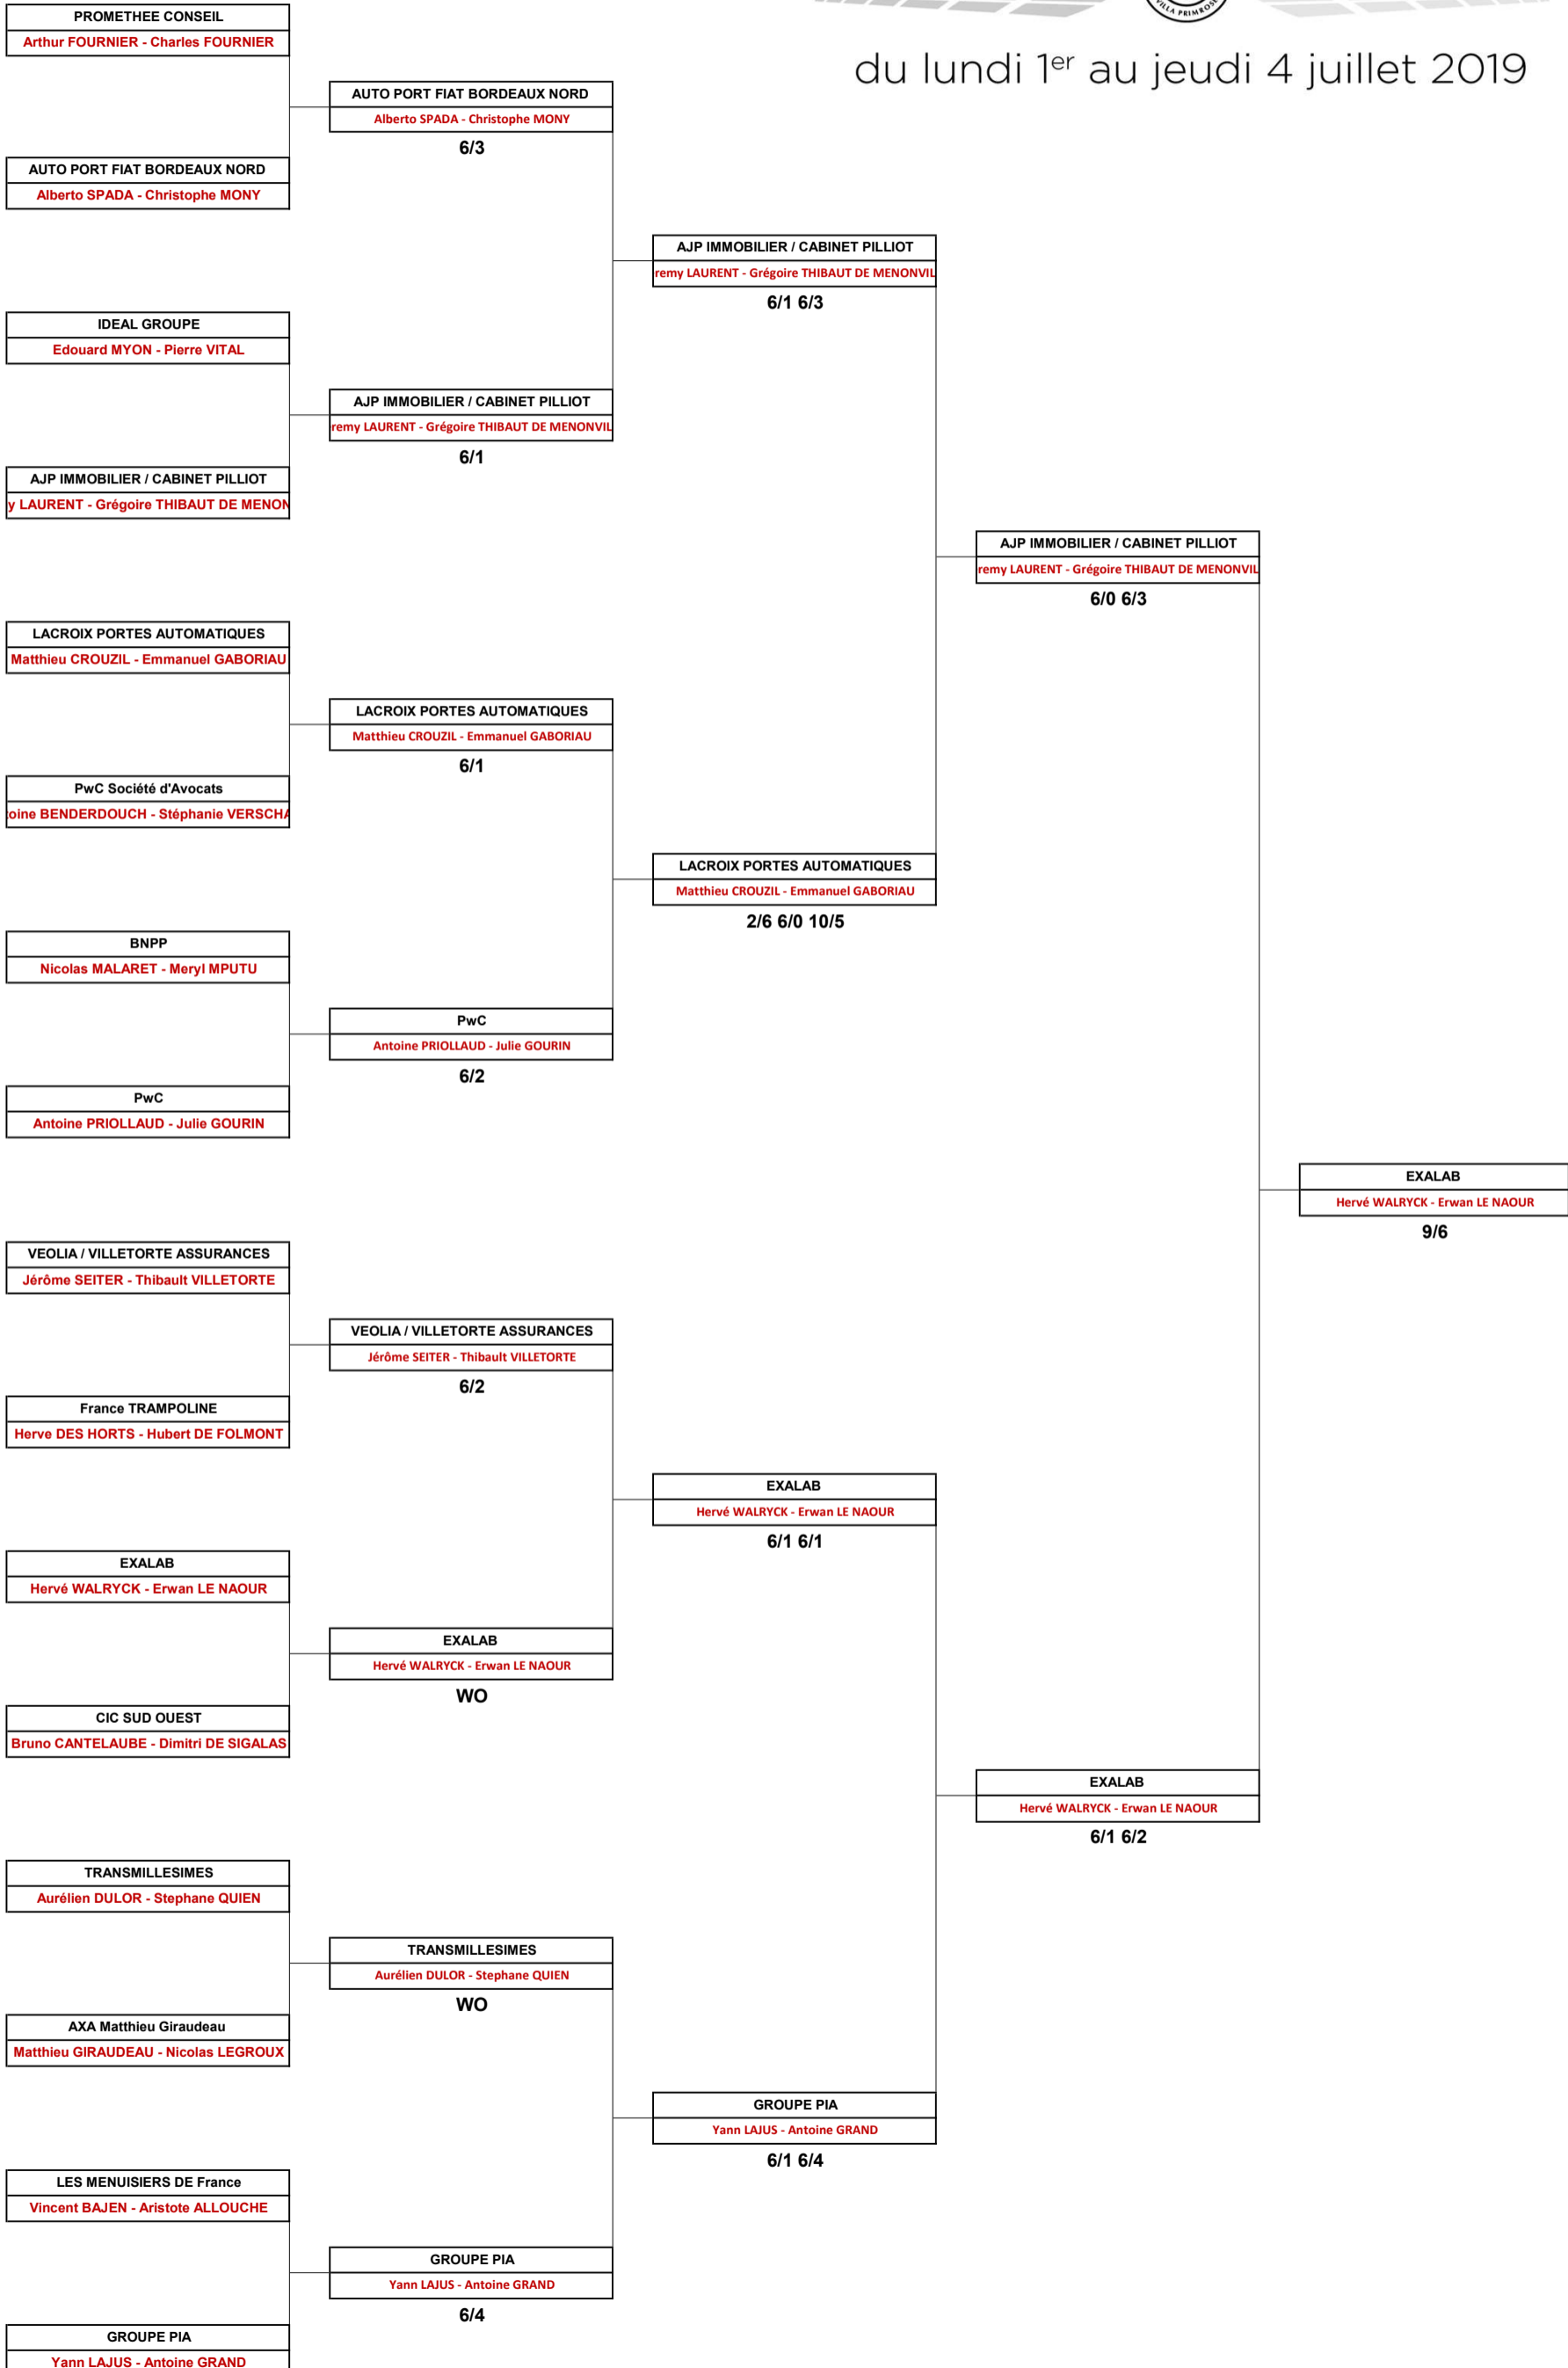 VILLA PRIMROSE
du lundi 1er au jeudi 4 juillet 2019
PROMETHEE CONSEIL
Arthur FOURNIER - Charles FOURNIER
AUTO PORT FIAT BORDEAUX NORD
Alberto SPADA - Christophe MONY
6/3
AUTO PORT FIAT BORDEAUX NORD
Alberto SPADA - Christophe MONY
AJP IMMOBILIER / CABINET PILLIOT
remy LAURENT - Grégoire THIBAUT DE MENONVIL
6/1 6/3
IDEAL GROUPE
Edouard MYON - Pierre VITAL
AJP IMMOBILIER / CABINET PILLIOT
remy LAURENT - Grégoire THIBAUT DE MENONVIL
6/1
AJP IMMOBILIER / CABINET PILLIOT
y LAURENT - Grégoire THIBAUT DE MENON
AJP IMMOBILIER / CABINET PILLIOT
remy LAURENT - Grégoire THIBAUT DE MENONVIL
6/0 6/3
LACROIX PORTES AUTOMATIQUES
Matthieu CROUZIL - Emmanuel GABORIAU
LACROIX PORTES AUTOMATIQUES
Matthieu CROUZIL - Emmanuel GABORIAU
6/1
PwC Société d'Avocats
oine BENDERDOUCH - Stéphanie VERSCHA
LACROIX PORTES AUTOMATIQUES
Matthieu CROUZIL - Emmanuel GABORIAU
2/6 6/0 10/5
BNPP
Nicolas MALARET - Meryl MPUTU
PwC
Antoine PRIOLLAUD - Julie GOURIN
6/2
PwC
Antoine PRIOLLAUD - Julie GOURIN
EXALAB
Hervé WALRYCK - Erwan LE NAOUR
9/6
VEOLIA / VILLETORTE ASSURANCES
Jérôme SEITER - Thibault VILLETORTE
VEOLIA / VILLETORTE ASSURANCES
Jérôme SEITER - Thibault VILLETORTE
6/2
France TRAMPOLINE
Herve DES HORTS - Hubert DE FOLMONT
EXALAB
Hervé WALRYCK - Erwan LE NAOUR
6/1 6/1
EXALAB
Hervé WALRYCK - Erwan LE NAOUR
EXALAB
Hervé WALRYCK - Erwan LE NAOUR
WO
CIC SUD OUEST
Bruno CANTELAUBE - Dimitri DE SIGALAS
EXALAB
Hervé WALRYCK - Erwan LE NAOUR
6/1 6/2
TRANSMILLESIMES
Aurélien DULOR - Stephane QUIEN
TRANSMILLESIMES
Aurélien DULOR - Stephane QUIEN
WO
AXA Matthieu Giraudeau
Matthieu GIRAUDEAU - Nicolas LEGROUX
GROUPE PIA
Yann LAJUS - Antoine GRAND
6/1 6/4
LES MENUISIERS DE France
Vincent BAJEN - Aristote ALLOUCHE
GROUPE PIA
Yann LAJUS - Antoine GRAND
6/4
GROUPE PIA
Yann LAJUS - Antoine GRAND